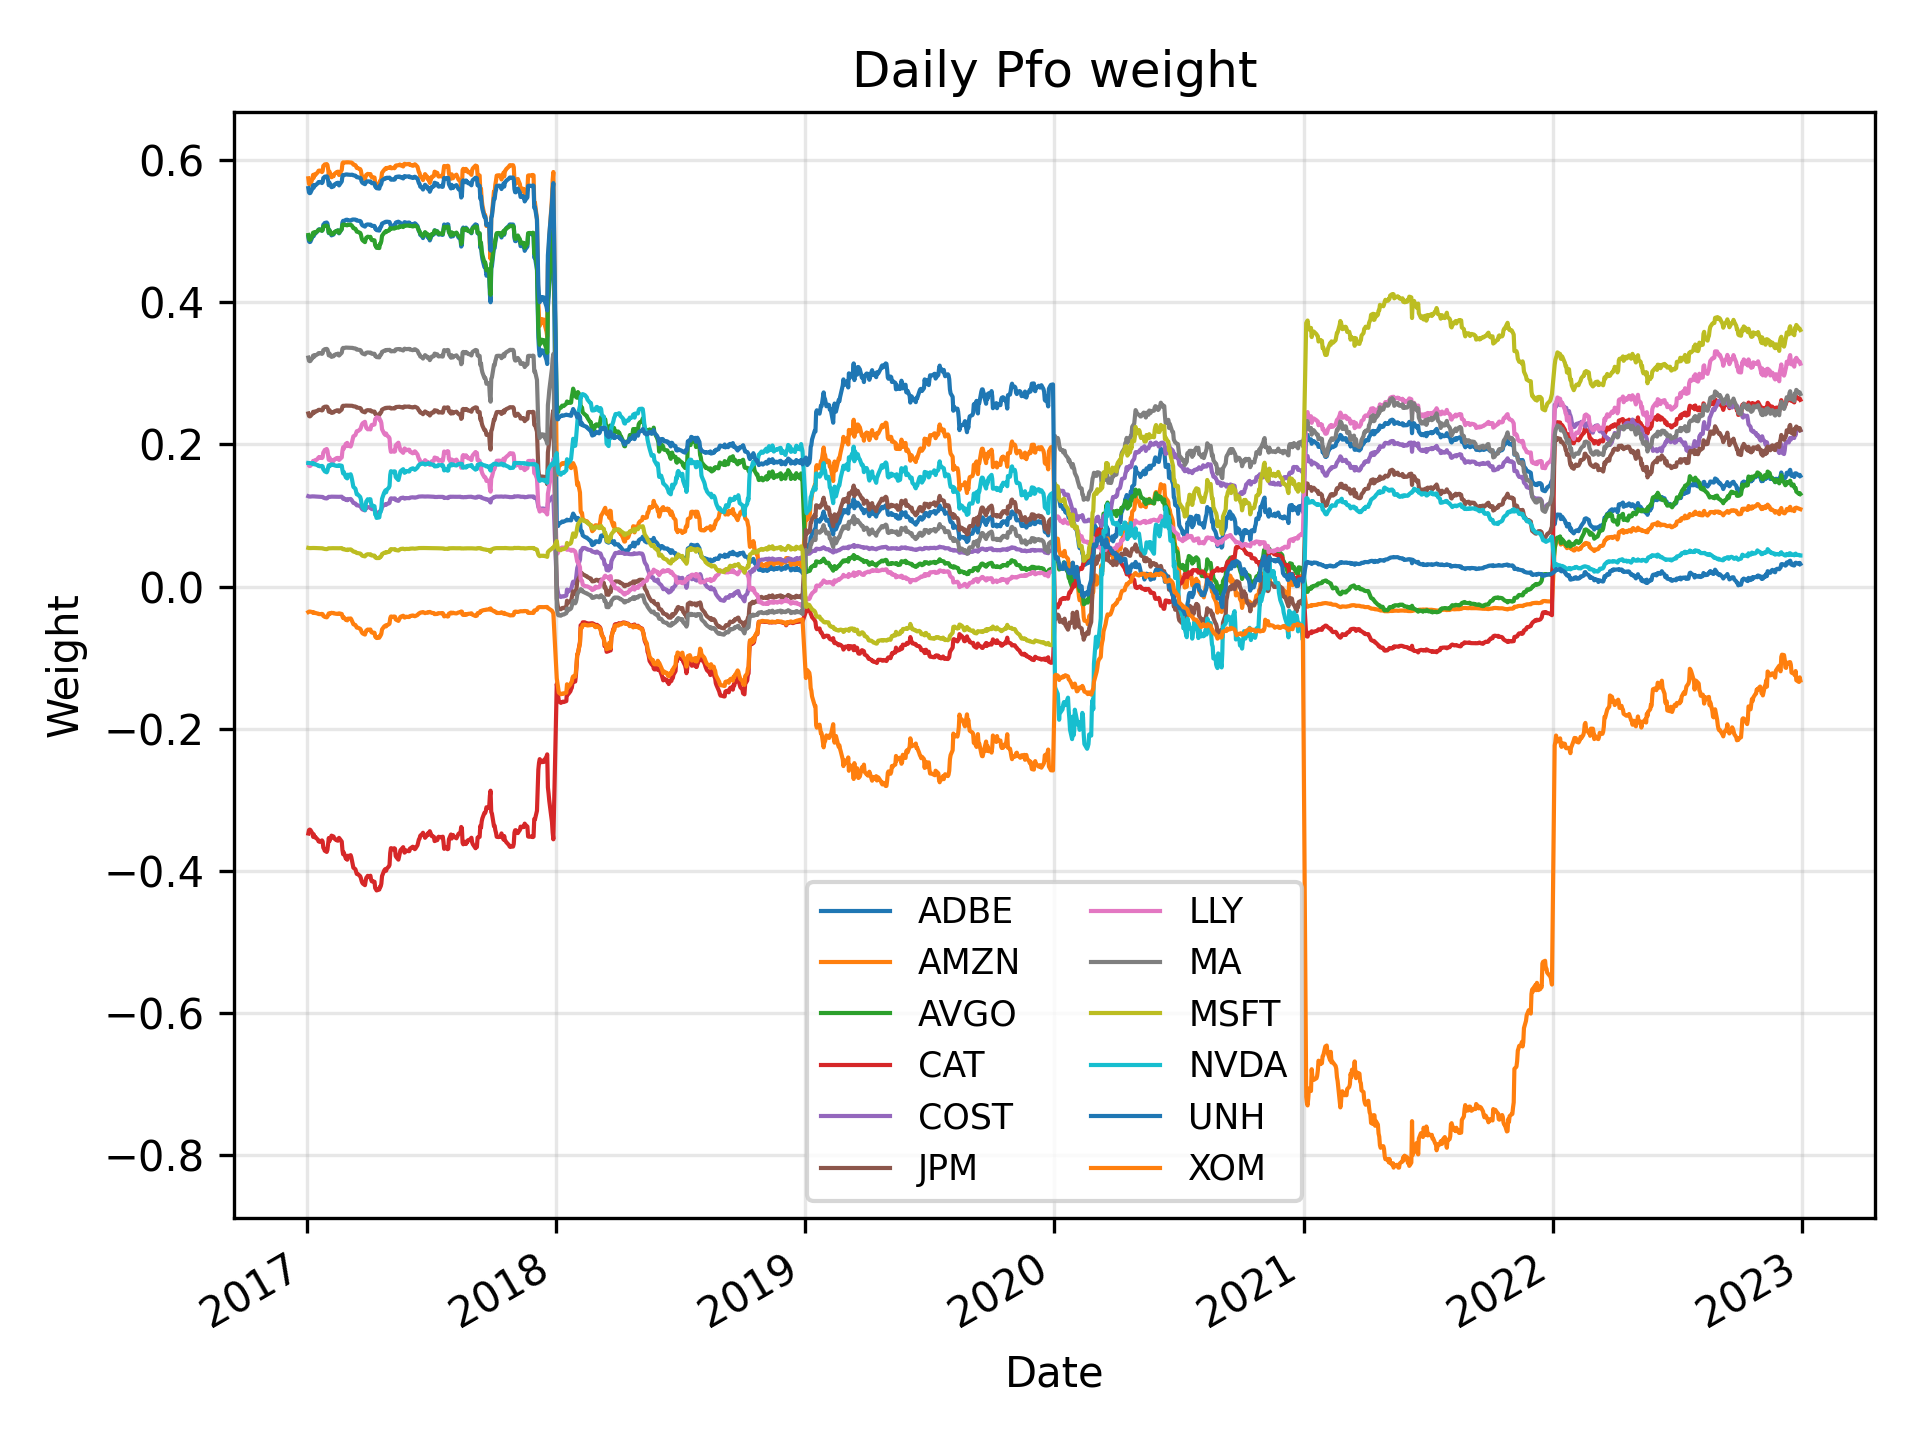 Daily Pfo weight
0.6
0.4
0.2
0.0
−0.2
−0.4
−0.6
−0.8
Weight
ADBE
AMZN
AVGO
CAT
COST
JPM
LLY
MA
MSFT
NVDA
UNH
XOM
2017
2018
2019
2020
2021
2022
2023
Date